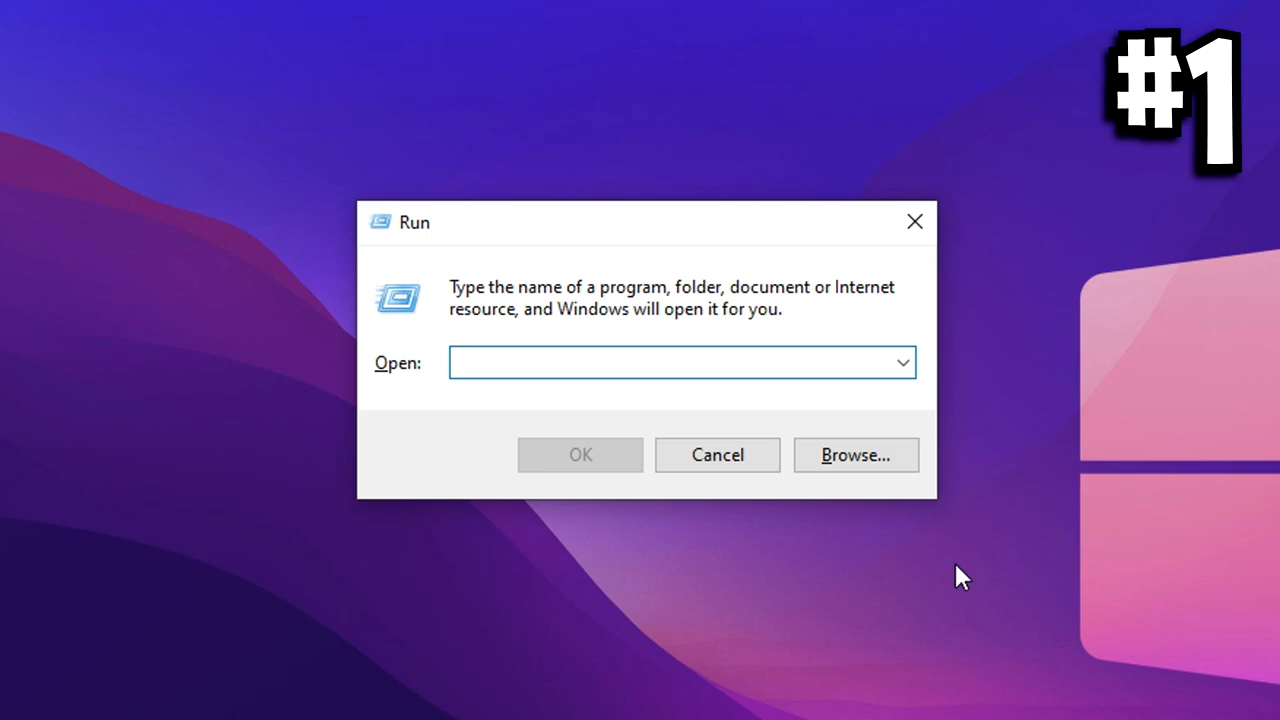 #1
Run
Type the name of a program, folder, document or Internet
resource, and Windows will open it for you.
Open:
OK
Cancel
Browse...